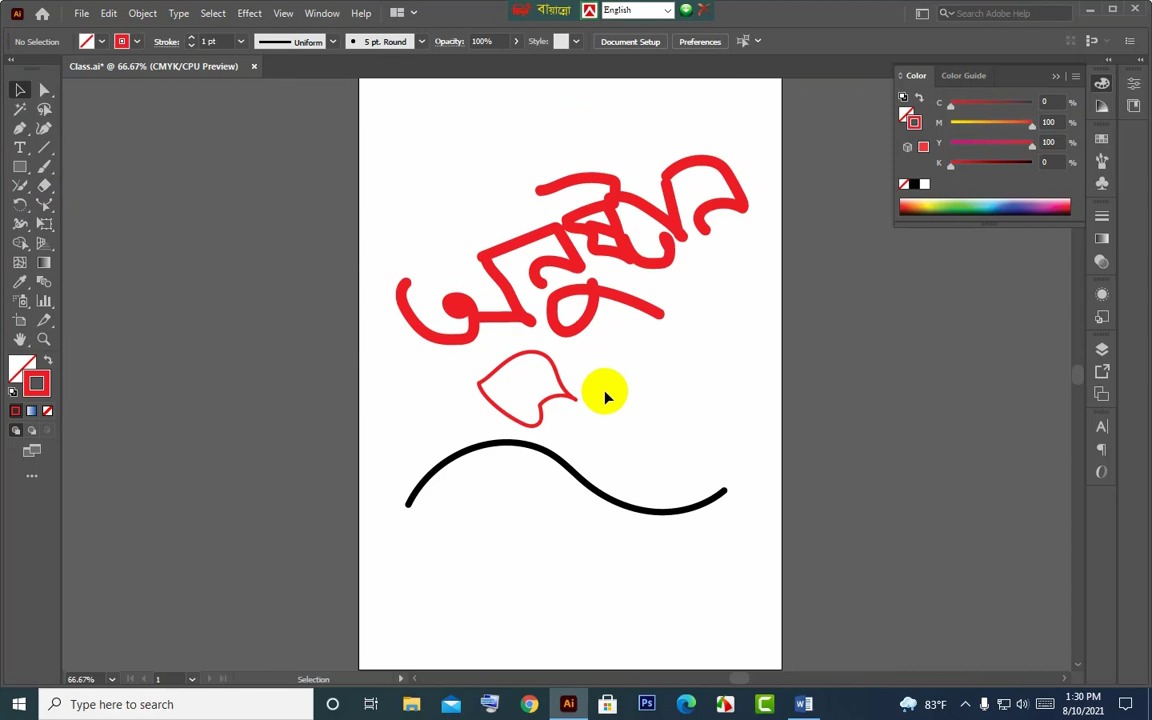 File Edit Object Type Select Effect View Window Help
বায়ান্নো English
Search Adobe Help
No Selection Stroke: 1 pt Uniform 5 pt. Round Opacity: 100% Style: Document Setup Preferences
Class.ai* @ 66.67% (CMYK/CPU Preview)
Color Color Guide
C 0 %
M 100 %
Y 100 %
K 0 %
66.67% 1 Selection
Type here to search
83°F
1:30 PM
8/10/2021